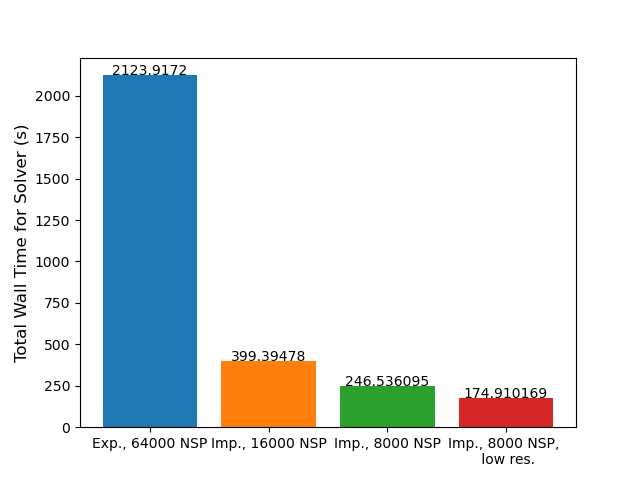 2123.9172
399.39478
246.536095
174.910169
Total Wall Time for Solver (s)
2000
1750
1500
1250
1000
750
500
250
0
Exp., 64000 NSP
Imp., 16000 NSP
Imp., 8000 NSP
Imp., 8000 NSP,
low res.